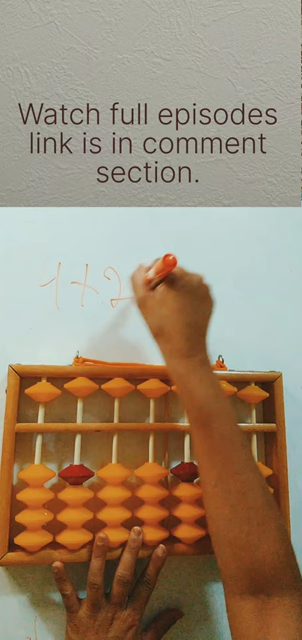 Watch full episodes
link is in comment
section.
1+2